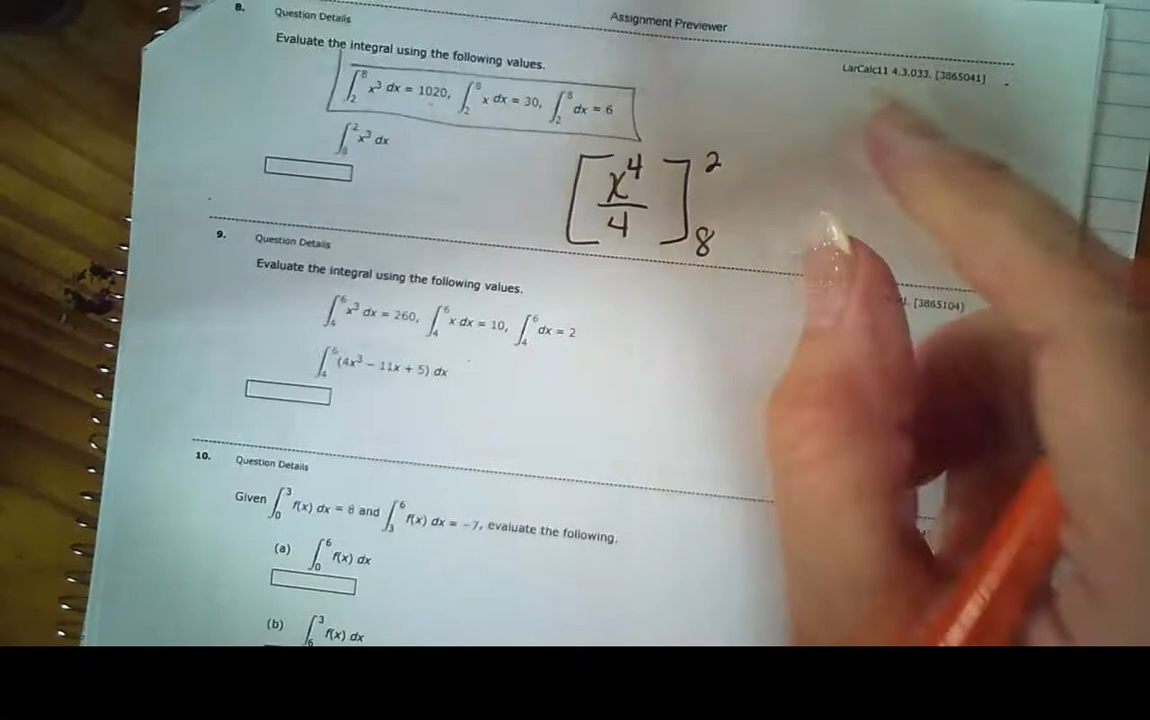 Assignment Previewer
8. Question Details
LarCalc11 4.3.033. [3865041]
Evaluate the integral using the following values.
∫₂⁸ x³ dx = 1020, ∫₂⁸ x dx = 30, ∫₂⁸ dx = 6
∫₈² x³ dx
[x⁴/4]₈²
9. Question Details
[3865104]
Evaluate the integral using the following values.
∫₄⁶ x³ dx = 260, ∫₄⁶ x dx = 10, ∫₄⁶ dx = 2
∫₄⁶ (4x³ − 11x + 5) dx
10. Question Details
Given ∫₀³ f(x) dx = 8 and ∫₃⁶ f(x) dx = −7, evaluate the following.
(a) ∫₀⁶ f(x) dx
(b) ∫₆³ f(x) dx